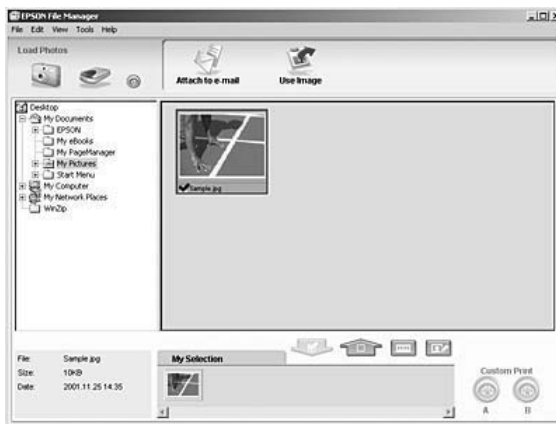 EPSON File Manager
File Edit View Tools Help
Load Photos
Attach to e-mail
Use Image
Desktop
My Documents
EPSON
My eBooks
My PageManager
My Pictures
Start Menu
My Computer
My Network Places
WinZip
Sample.jpg
File: Sample.jpg
Size: 10KB
Date: 2001.11.25 14:35
My Selection
Custom Print
A B